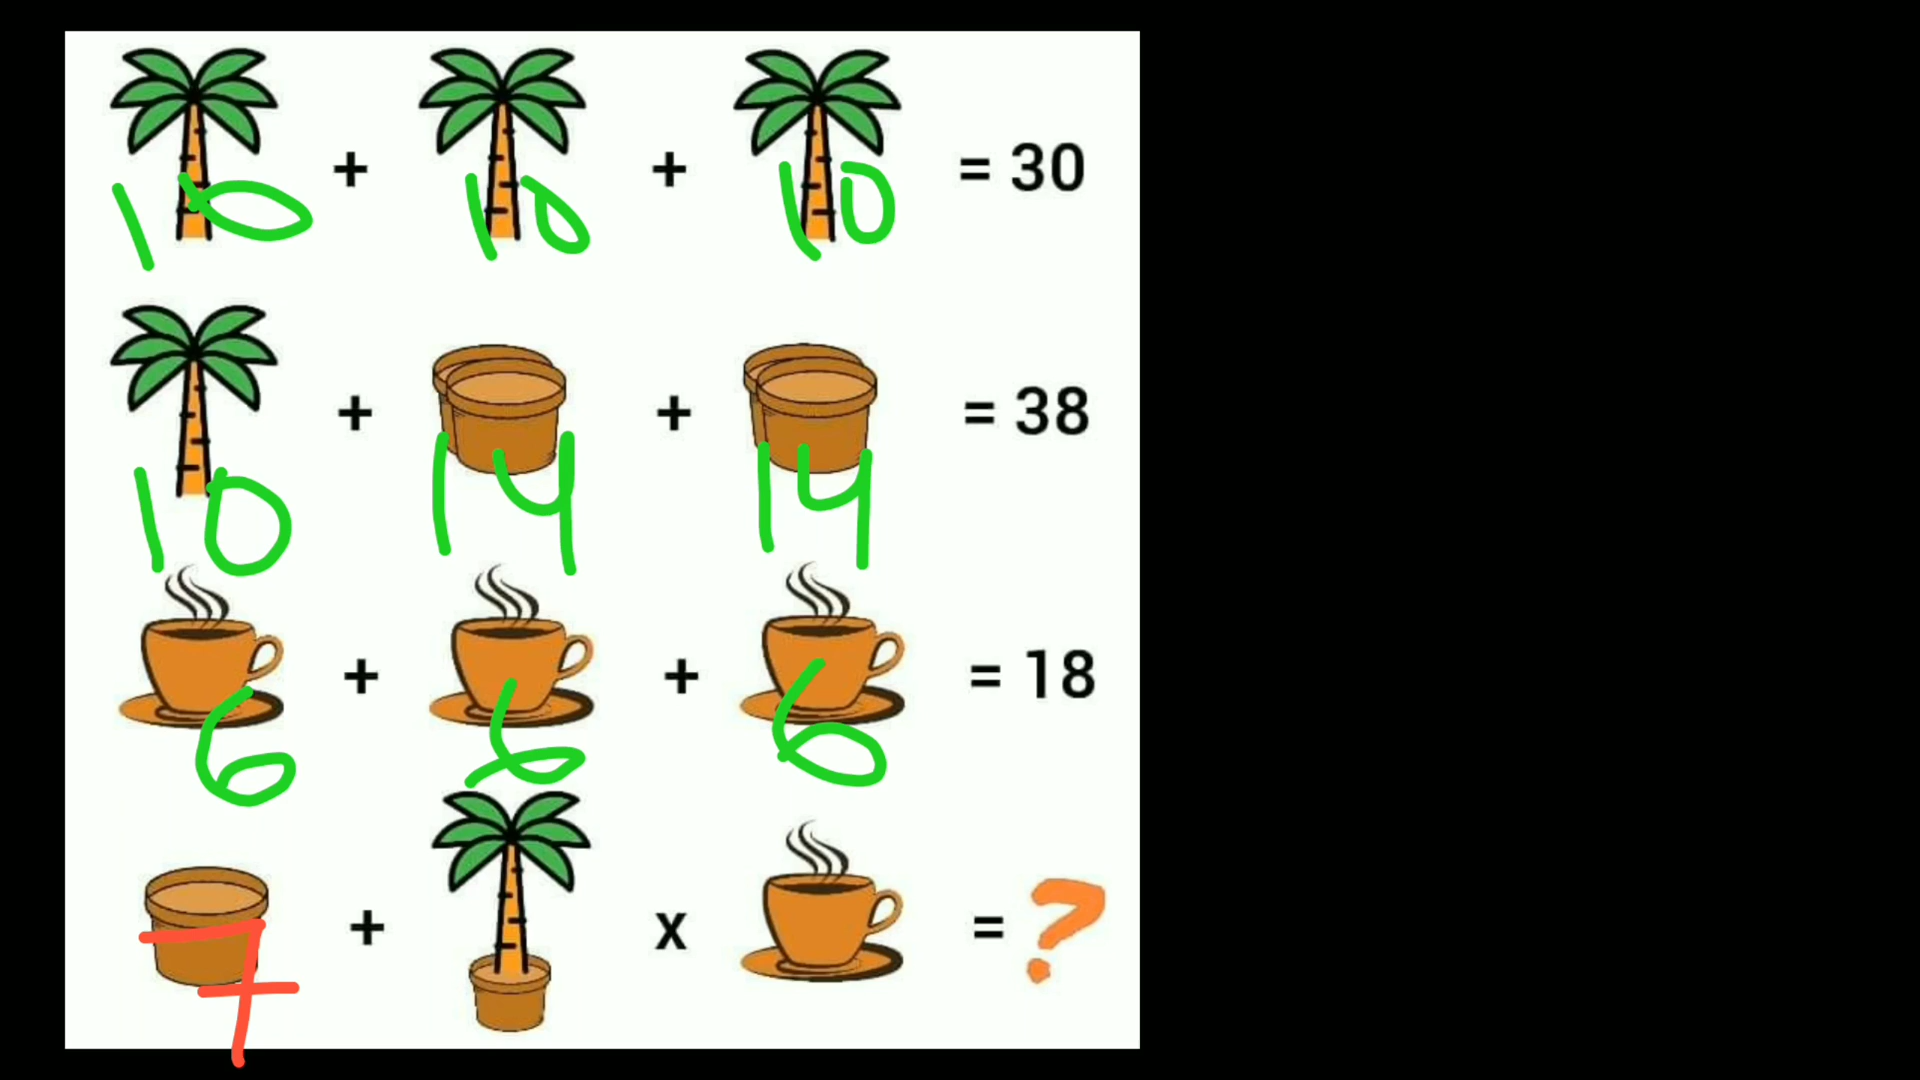 + + = 30
10 10 10
+ + = 38
10 14 14
+ + = 18
6 6 6
+ x = ?
7